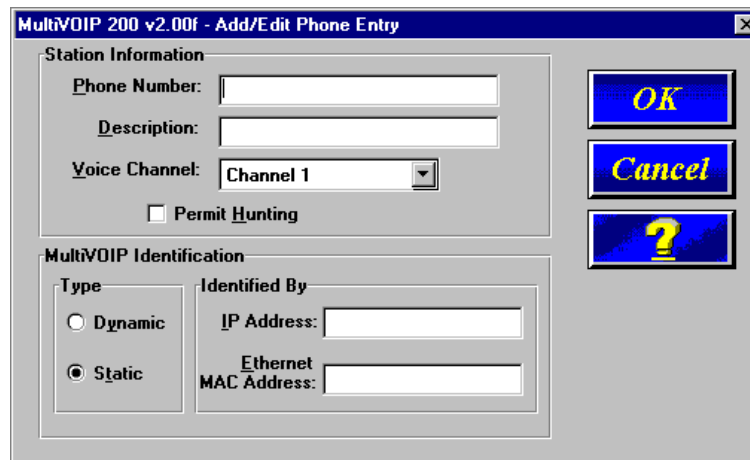 MultiVOIP 200 v2.00f - Add/Edit Phone Entry
Station Information
Phone Number:
Description:
Voice Channel: Channel 1
Permit Hunting
OK
Cancel
?
MultiVOIP Identification
Type
Dynamic
Static
Identified By
IP Address:
Ethernet
MAC Address: